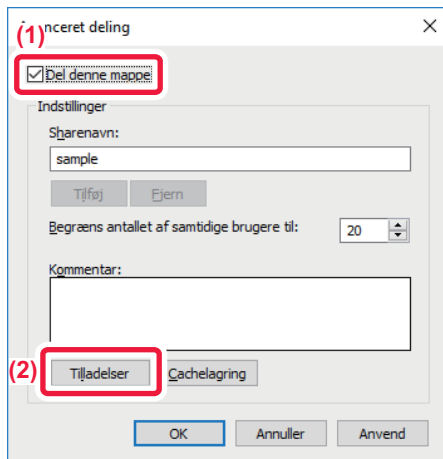 (1)
Avanceret deling
Del denne mappe
Indstillinger
Sharenavn:
sample
Tilføj Fjern
Begræns antallet af samtidige brugere til: 20
Kommentar:
(2) Tilladelser Cachelagring
OK Annuller Anvend